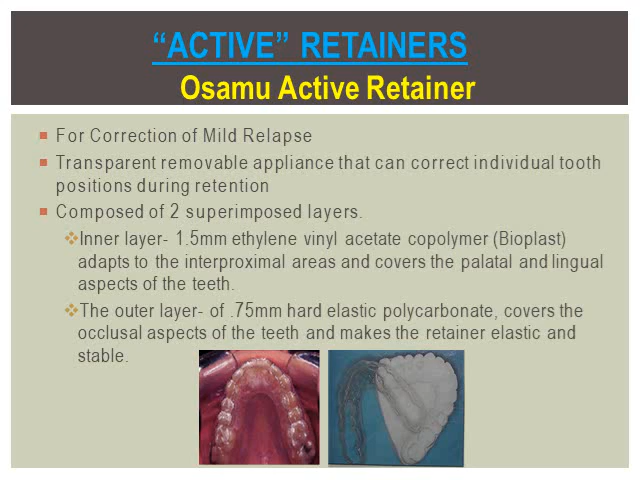 “ACTIVE” RETAINERS
Osamu Active Retainer
For Correction of Mild Relapse
Transparent removable appliance that can correct individual tooth
positions during retention
Composed of 2 superimposed layers.
Inner layer- 1.5mm ethylene vinyl acetate copolymer (Bioplast)
adapts to the interproximal areas and covers the palatal and lingual
aspects of the teeth.
The outer layer- of .75mm hard elastic polycarbonate, covers the
occlusal aspects of the teeth and makes the retainer elastic and
stable.